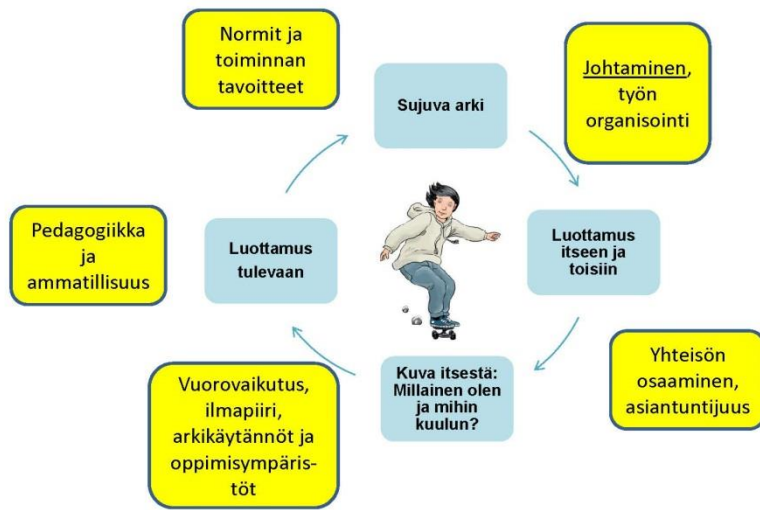 Normit ja
toiminnan
tavoitteet
Sujuva arki
Johtaminen,
työn
organisointi
Pedagogiikka
ja
ammatillisuus
Luottamus
tulevaan
Luottamus
itseen ja
toisiin
Vuorovaikutus,
ilmapiiri,
arkikäytännöt ja
oppimisympäris-
töt
Kuva itsestä:
Millainen olen
ja mihin
kuulun?
Yhteisön
osaaminen,
asiantuntijuus